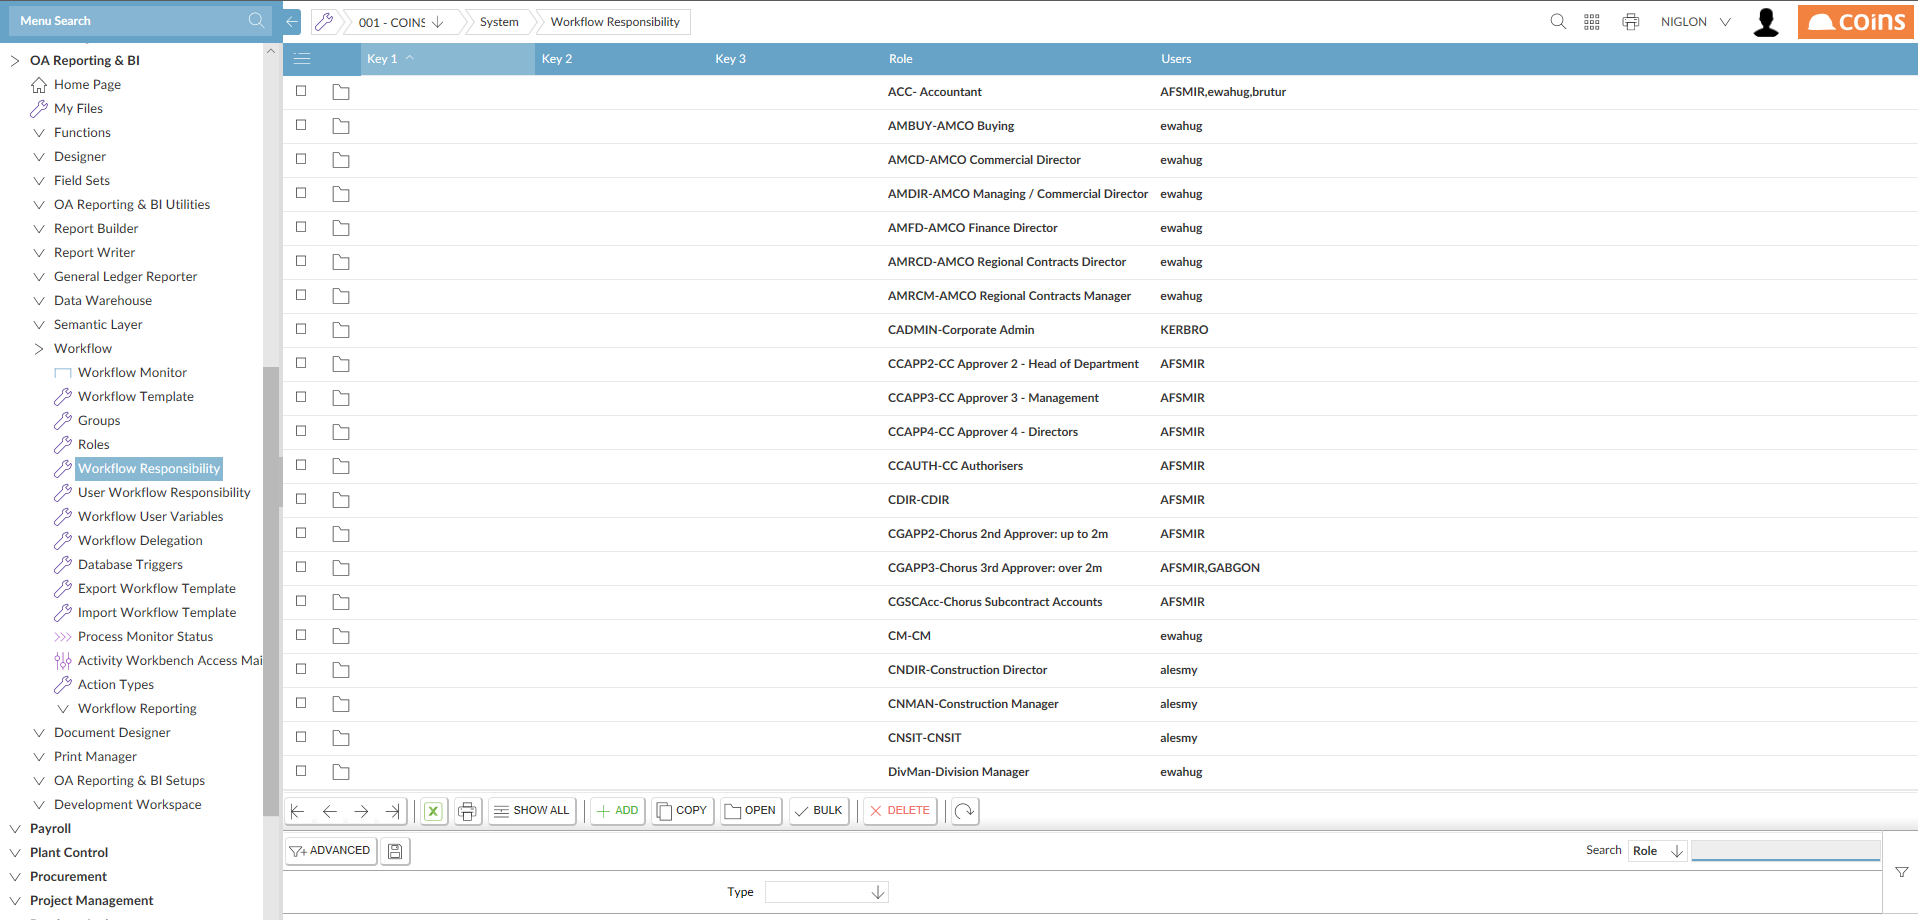 Menu Search
001 - COINS
System
Workflow Responsibility
NIGLON
coins
OA Reporting & BI
Home Page
My Files
Functions
Designer
Field Sets
OA Reporting & BI Utilities
Report Builder
Report Writer
General Ledger Reporter
Data Warehouse
Semantic Layer
Workflow
Workflow Monitor
Workflow Template
Groups
Roles
Workflow Responsibility
User Workflow Responsibility
Workflow User Variables
Workflow Delegation
Database Triggers
Export Workflow Template
Import Workflow Template
Process Monitor Status
Activity Workbench Access Mai
Action Types
Workflow Reporting
Document Designer
Print Manager
OA Reporting & BI Setups
Development Workspace
Payroll
Plant Control
Procurement
Project Management
Key 1 Key 2 Key 3 Role Users
ACC- Accountant AFSMIR,ewahug,brutur
AMBUY-AMCO Buying ewahug
AMCD-AMCO Commercial Director ewahug
AMDIR-AMCO Managing / Commercial Director ewahug
AMFD-AMCO Finance Director ewahug
AMRCD-AMCO Regional Contracts Director ewahug
AMRCM-AMCO Regional Contracts Manager ewahug
CADMIN-Corporate Admin KERBRO
CCAPP2-CC Approver 2 - Head of Department AFSMIR
CCAPP3-CC Approver 3 - Management AFSMIR
CCAPP4-CC Approver 4 - Directors AFSMIR
CCAUTH-CC Authorisers AFSMIR
CDIR-CDIR AFSMIR
CGAPP2-Chorus 2nd Approver: up to 2m AFSMIR
CGAPP3-Chorus 3rd Approver: over 2m AFSMIR,GABGON
CGSCAcc-Chorus Subcontract Accounts AFSMIR
CM-CM ewahug
CNDIR-Construction Director alesmy
CNMAN-Construction Manager alesmy
CNSIT-CNSIT alesmy
DivMan-Division Manager ewahug
SHOW ALL ADD COPY OPEN BULK DELETE
ADVANCED
Search Role
Type